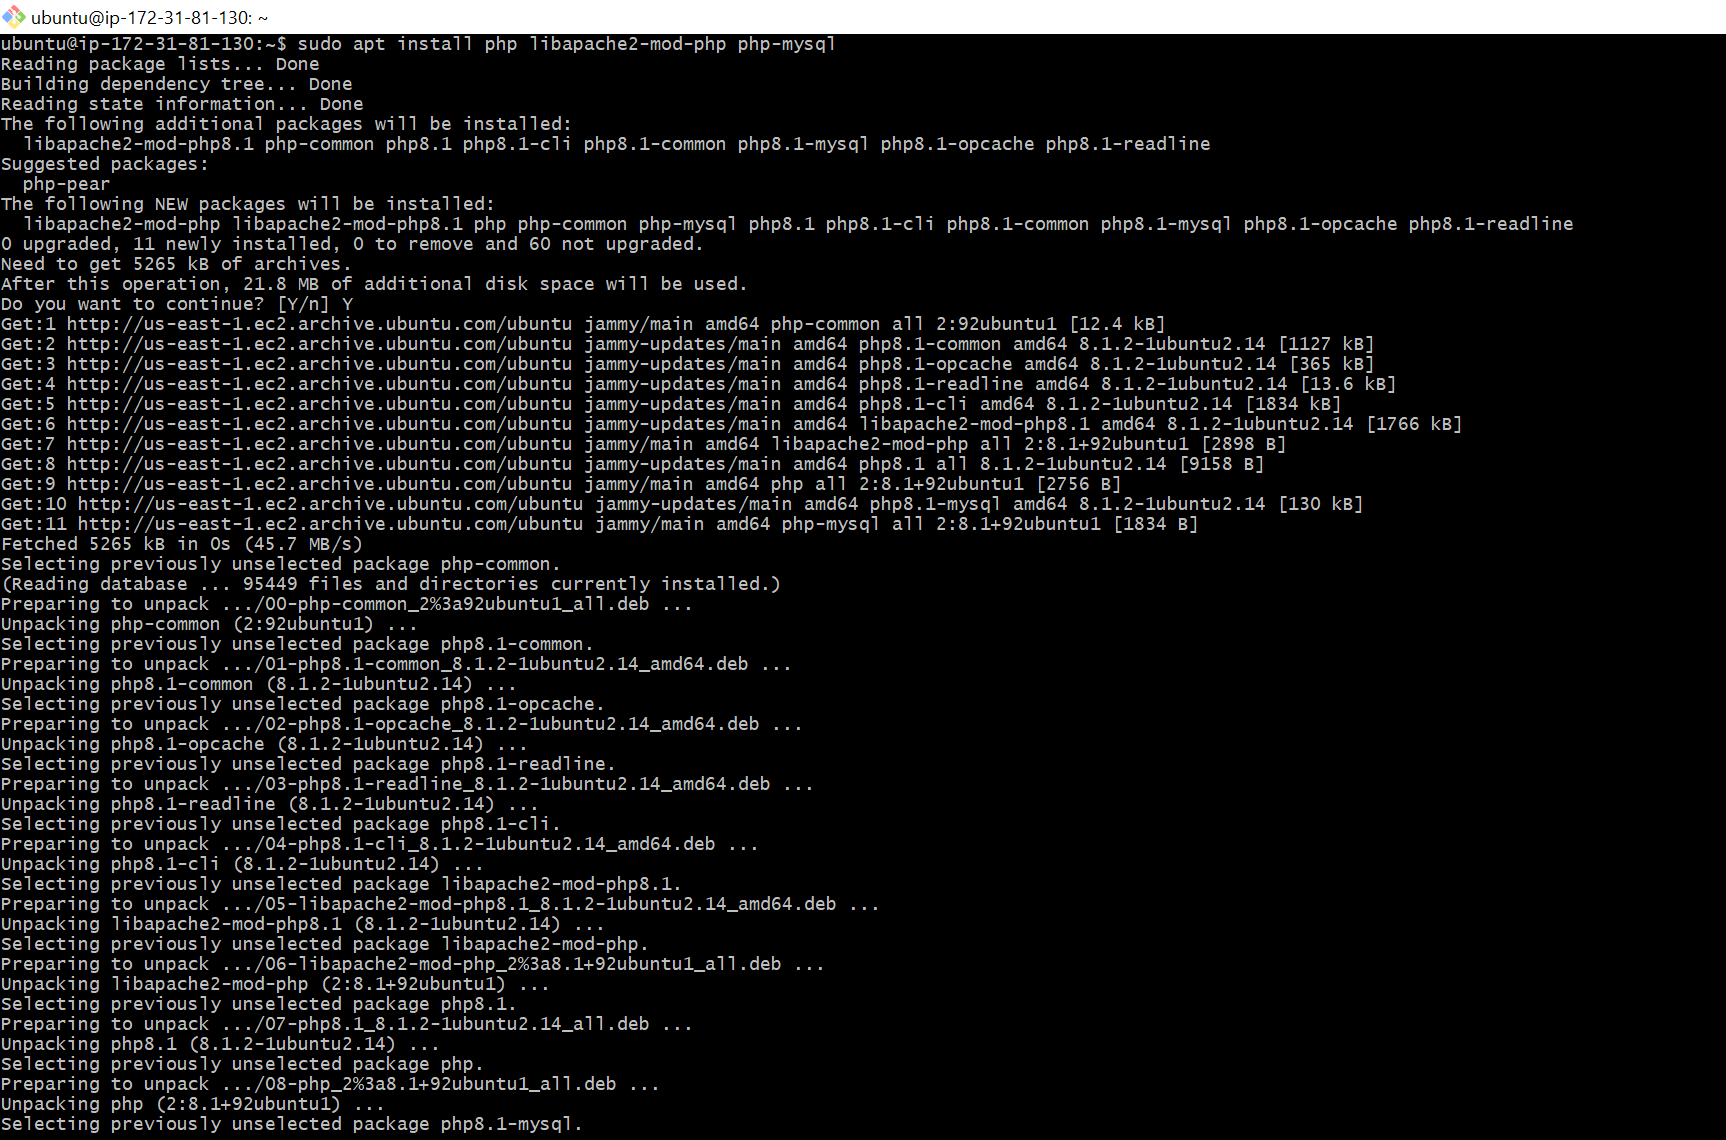 ubuntu@ip-172-31-81-130: ~
ubuntu@ip-172-31-81-130:~$ sudo apt install php libapache2-mod-php php-mysql
Reading package lists... Done
Building dependency tree... Done
Reading state information... Done
The following additional packages will be installed:
  libapache2-mod-php8.1 php-common php8.1 php8.1-cli php8.1-common php8.1-mysql php8.1-opcache php8.1-readline
Suggested packages:
  php-pear
The following NEW packages will be installed:
  libapache2-mod-php libapache2-mod-php8.1 php php-common php-mysql php8.1 php8.1-cli php8.1-common php8.1-mysql php8.1-opcache php8.1-readline
0 upgraded, 11 newly installed, 0 to remove and 60 not upgraded.
Need to get 5265 kB of archives.
After this operation, 21.8 MB of additional disk space will be used.
Do you want to continue? [Y/n] Y
Get:1 http://us-east-1.ec2.archive.ubuntu.com/ubuntu jammy/main amd64 php-common all 2:92ubuntu1 [12.4 kB]
Get:2 http://us-east-1.ec2.archive.ubuntu.com/ubuntu jammy-updates/main amd64 php8.1-common amd64 8.1.2-1ubuntu2.14 [1127 kB]
Get:3 http://us-east-1.ec2.archive.ubuntu.com/ubuntu jammy-updates/main amd64 php8.1-opcache amd64 8.1.2-1ubuntu2.14 [365 kB]
Get:4 http://us-east-1.ec2.archive.ubuntu.com/ubuntu jammy-updates/main amd64 php8.1-readline amd64 8.1.2-1ubuntu2.14 [13.6 kB]
Get:5 http://us-east-1.ec2.archive.ubuntu.com/ubuntu jammy-updates/main amd64 php8.1-cli amd64 8.1.2-1ubuntu2.14 [1834 kB]
Get:6 http://us-east-1.ec2.archive.ubuntu.com/ubuntu jammy-updates/main amd64 libapache2-mod-php8.1 amd64 8.1.2-1ubuntu2.14 [1766 kB]
Get:7 http://us-east-1.ec2.archive.ubuntu.com/ubuntu jammy/main amd64 libapache2-mod-php all 2:8.1+92ubuntu1 [2898 B]
Get:8 http://us-east-1.ec2.archive.ubuntu.com/ubuntu jammy-updates/main amd64 php8.1 all 8.1.2-1ubuntu2.14 [9158 B]
Get:9 http://us-east-1.ec2.archive.ubuntu.com/ubuntu jammy/main amd64 php all 2:8.1+92ubuntu1 [2756 B]
Get:10 http://us-east-1.ec2.archive.ubuntu.com/ubuntu jammy-updates/main amd64 php8.1-mysql amd64 8.1.2-1ubuntu2.14 [130 kB]
Get:11 http://us-east-1.ec2.archive.ubuntu.com/ubuntu jammy/main amd64 php-mysql all 2:8.1+92ubuntu1 [1834 B]
Fetched 5265 kB in 0s (45.7 MB/s)
Selecting previously unselected package php-common.
(Reading database ... 95449 files and directories currently installed.)
Preparing to unpack .../00-php-common_2%3a92ubuntu1_all.deb ...
Unpacking php-common (2:92ubuntu1) ...
Selecting previously unselected package php8.1-common.
Preparing to unpack .../01-php8.1-common_8.1.2-1ubuntu2.14_amd64.deb ...
Unpacking php8.1-common (8.1.2-1ubuntu2.14) ...
Selecting previously unselected package php8.1-opcache.
Preparing to unpack .../02-php8.1-opcache_8.1.2-1ubuntu2.14_amd64.deb ...
Unpacking php8.1-opcache (8.1.2-1ubuntu2.14) ...
Selecting previously unselected package php8.1-readline.
Preparing to unpack .../03-php8.1-readline_8.1.2-1ubuntu2.14_amd64.deb ...
Unpacking php8.1-readline (8.1.2-1ubuntu2.14) ...
Selecting previously unselected package php8.1-cli.
Preparing to unpack .../04-php8.1-cli_8.1.2-1ubuntu2.14_amd64.deb ...
Unpacking php8.1-cli (8.1.2-1ubuntu2.14) ...
Selecting previously unselected package libapache2-mod-php8.1.
Preparing to unpack .../05-libapache2-mod-php8.1_8.1.2-1ubuntu2.14_amd64.deb ...
Unpacking libapache2-mod-php8.1 (8.1.2-1ubuntu2.14) ...
Selecting previously unselected package libapache2-mod-php.
Preparing to unpack .../06-libapache2-mod-php_2%3a8.1+92ubuntu1_all.deb ...
Unpacking libapache2-mod-php (2:8.1+92ubuntu1) ...
Selecting previously unselected package php8.1.
Preparing to unpack .../07-php8.1_8.1.2-1ubuntu2.14_all.deb ...
Unpacking php8.1 (8.1.2-1ubuntu2.14) ...
Selecting previously unselected package php.
Preparing to unpack .../08-php_2%3a8.1+92ubuntu1_all.deb ...
Unpacking php (2:8.1+92ubuntu1) ...
Selecting previously unselected package php8.1-mysql.